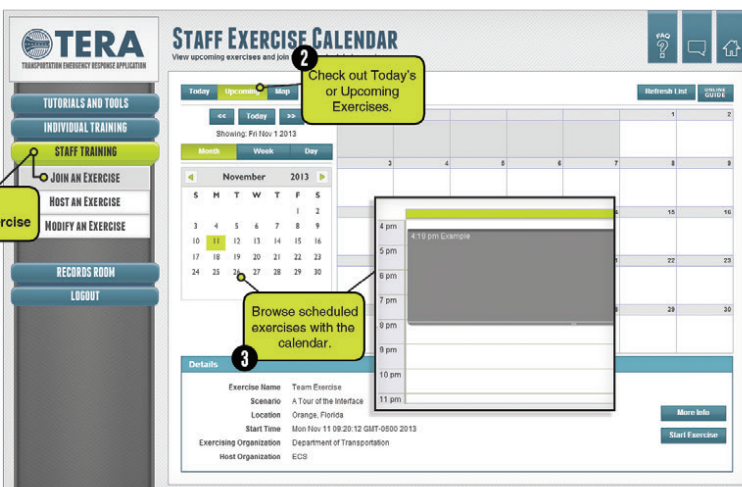 TERA
TRANSPORTATION EMERGENCY RESPONSE APPLICATION
TUTORIALS AND TOOLS
INDIVIDUAL TRAINING
STAFF TRAINING
JOIN AN EXERCISE
HOST AN EXERCISE
MODIFY AN EXERCISE
RECORDS ROOM
LOGOUT
rcise
STAFF EXERCISE CALENDAR
View upcoming exercises and join
FAQ
?
2
Check out Today's
or Upcoming
Exercises.
Today Upcoming Map
Refresh List
ONLINE
GUIDE
<< Today >>
Showing: Fri Nov 1 2013
Month Week Day
November 2013
S M T W T F S
1 2
3 4 5 6 7 8 9
10 11 12 13 14 15 16
17 18 19 20 21 22 23
24 25 26 27 28 29 30
1 2
3 4 5 6 7 8 9
15 16
22 23
29 30
4 pm
4:10 pm Example
5 pm
6 pm
7 pm
8 pm
9 pm
10 pm
11 pm
Browse scheduled
exercises with the
calendar.
3
Details
Exercise Name Team Exercise
Scenario A Tour of the Interface
Location Orange, Florida
Start Time Mon Nov 11 09:20:12 GMT-0500 2013
Exercising Organization Department of Transportation
Host Organization ECS
More Info
Start Exercise